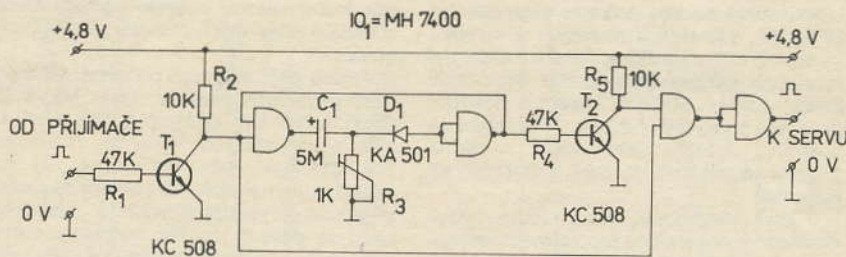 IO₁ = MH 7400
+4,8 V
+4,8 V
R₂
10K
R₅
10K
C₁
D₁
T₂
47K
OD PŘIJÍMAČE
T₁
5M
KA 501
R₄
K SERVU
47K
R₁
1K
R₃
KC 508
0 V
0 V
KC 508